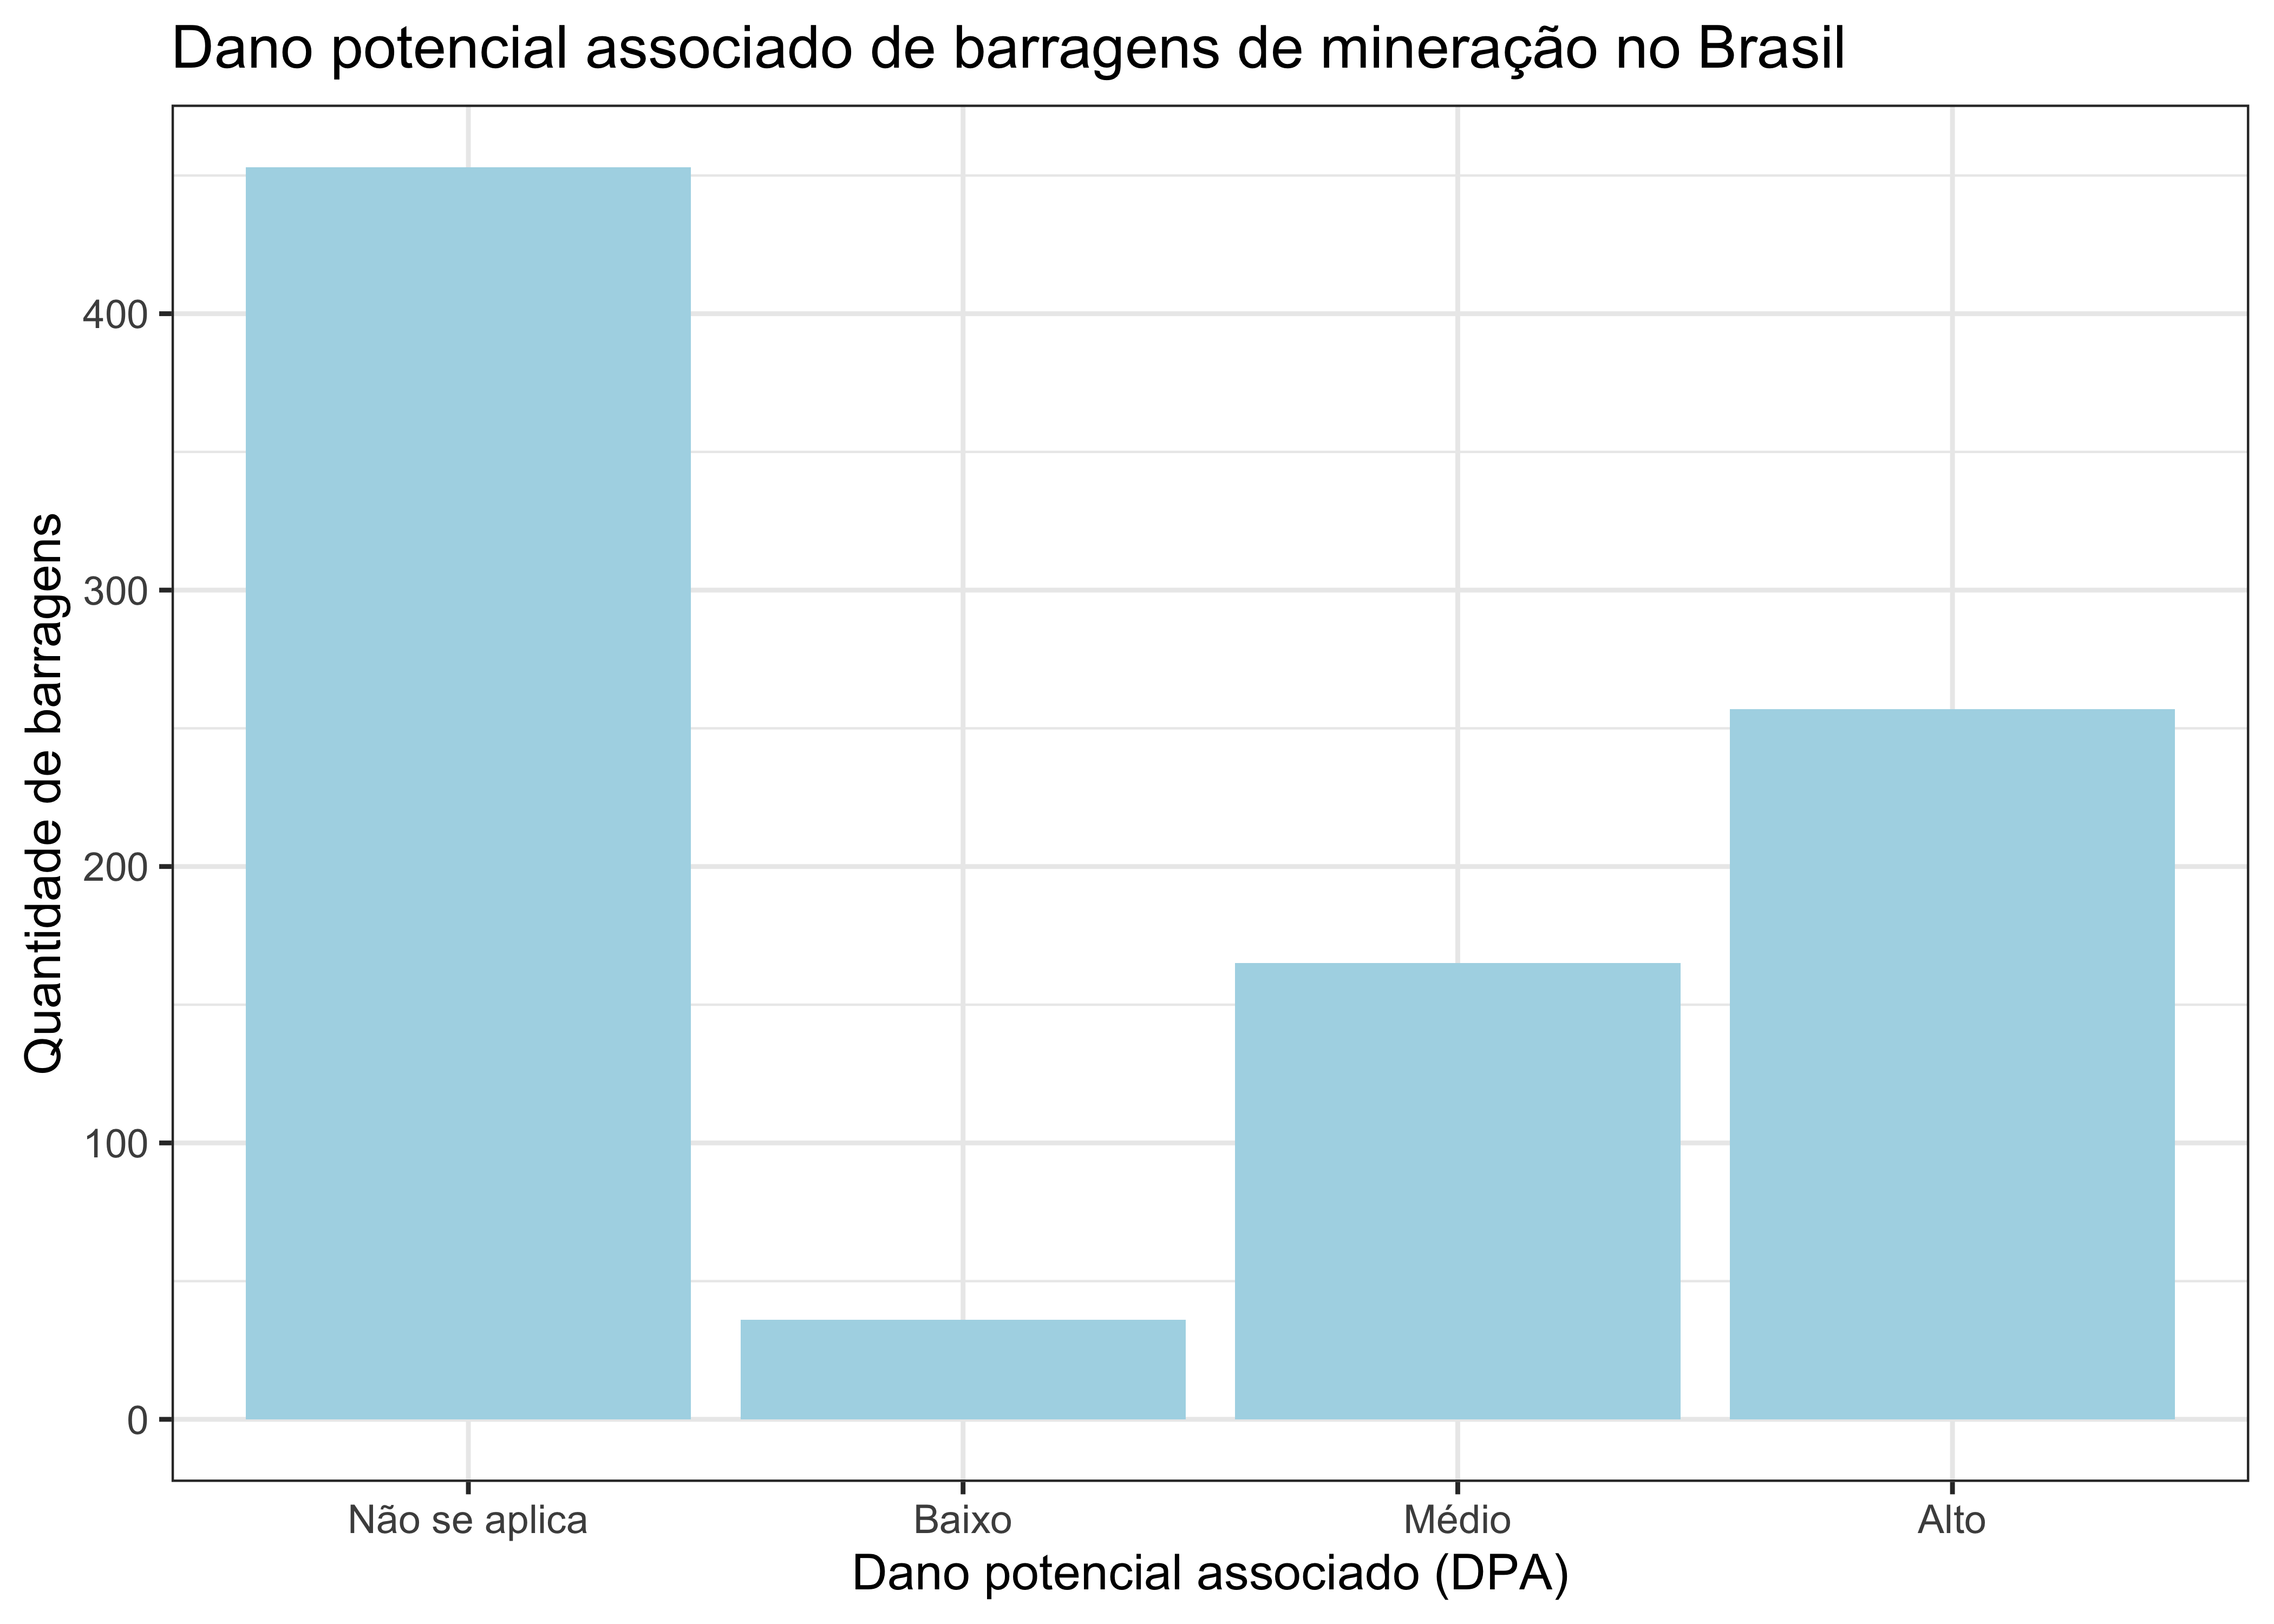 Dano potencial associado de barragens de mineração no Brasil
Quantidade de barragens
400
300
200
100
0
Não se aplica
Baixo
Médio
Alto
Dano potencial associado (DPA)